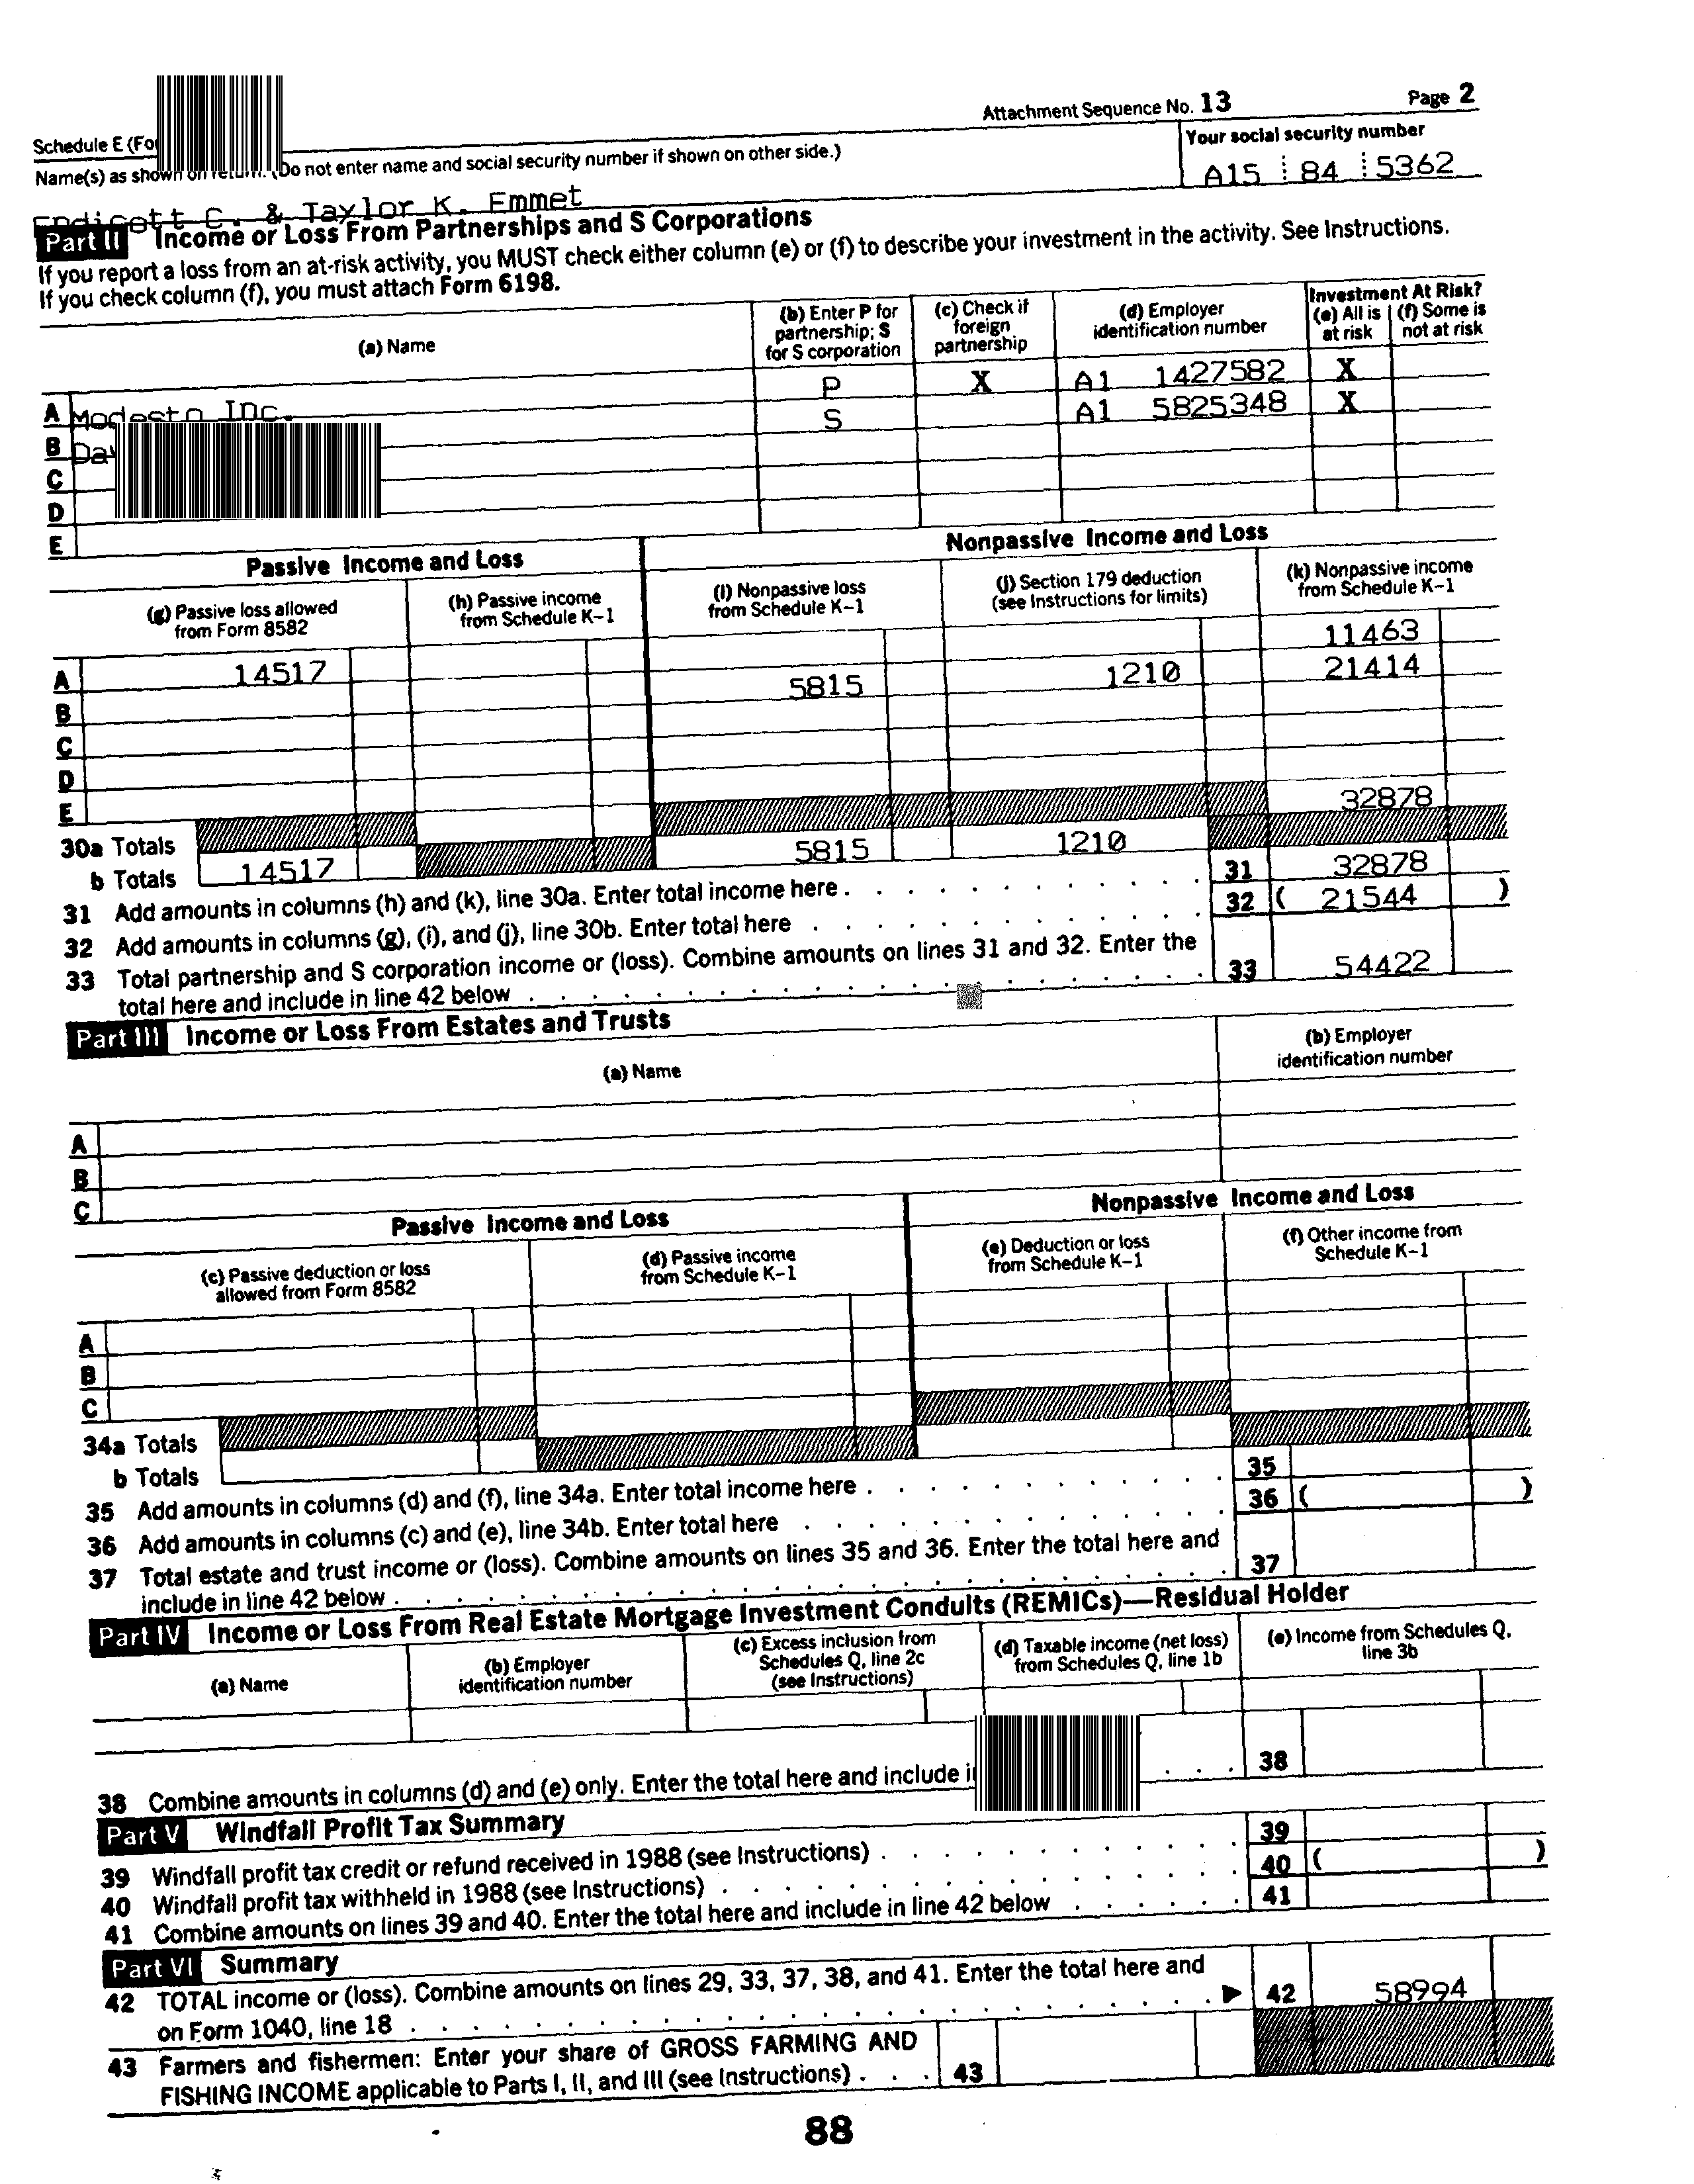 Attachment Sequence No. 13 Page 2
Schedule E (Fo
Name(s) as shown on return. (Do not enter name and social security number if shown on other side.)
Your social security number
Endicott C. & Taylor K. Emmet
A15 84 5362
Part II Income or Loss From Partnerships and S Corporations
If you report a loss from an at-risk activity, you MUST check either column (e) or (f) to describe your investment in the activity. See Instructions.
If you check column (f), you must attach Form 6198.
(a) Name
(b) Enter P for partnership; S for S corporation
(c) Check if foreign partnership
(d) Employer identification number
Investment At Risk?
(e) All is at risk
(f) Some is not at risk
A Modesto Inc. P X A1 1427582 X
B Da S A1 5825348 X
C
D
E
Passive Income and Loss
Nonpassive Income and Loss
(g) Passive loss allowed from Form 8582
(h) Passive income from Schedule K-1
(i) Nonpassive loss from Schedule K-1
(j) Section 179 deduction (see Instructions for limits)
(k) Nonpassive income from Schedule K-1
A 14517 11463
B 5815 1210 21414
C
D
E
30a Totals 32878
b Totals 14517 5815 1210
31 Add amounts in columns (h) and (k), line 30a. Enter total income here . 31 32878
32 Add amounts in columns (g), (i), and (j), line 30b. Enter total here . 32 ( 21544 )
33 Total partnership and S corporation income or (loss). Combine amounts on lines 31 and 32. Enter the
total here and include in line 42 below . 33 54422
Part III Income or Loss From Estates and Trusts
(a) Name
(b) Employer identification number
A
B
C
Passive Income and Loss
Nonpassive Income and Loss
(c) Passive deduction or loss allowed from Form 8582
(d) Passive income from Schedule K-1
(e) Deduction or loss from Schedule K-1
(f) Other income from Schedule K-1
A
B
C
34a Totals
b Totals
35 Add amounts in columns (d) and (f), line 34a. Enter total income here . 35
36 Add amounts in columns (c) and (e), line 34b. Enter total here . 36 ( )
37 Total estate and trust income or (loss). Combine amounts on lines 35 and 36. Enter the total here and
include in line 42 below . 37
Part IV Income or Loss From Real Estate Mortgage Investment Conduits (REMICs)—Residual Holder
(a) Name
(b) Employer identification number
(c) Excess inclusion from Schedules Q, line 2c (see Instructions)
(d) Taxable income (net loss) from Schedules Q, line 1b
(e) Income from Schedules Q, line 3b
38 Combine amounts in columns (d) and (e) only. Enter the total here and include i 38
Part V Windfall Profit Tax Summary
39 Windfall profit tax credit or refund received in 1988 (see Instructions) . 39
40 Windfall profit tax withheld in 1988 (see Instructions) . 40 ( )
41 Combine amounts on lines 39 and 40. Enter the total here and include in line 42 below . 41
Part VI Summary
42 TOTAL income or (loss). Combine amounts on lines 29, 33, 37, 38, and 41. Enter the total here and
on Form 1040, line 18 . ▶ 42 58994
43 Farmers and fishermen: Enter your share of GROSS FARMING AND
FISHING INCOME applicable to Parts I, II, and III (see Instructions) . 43
88